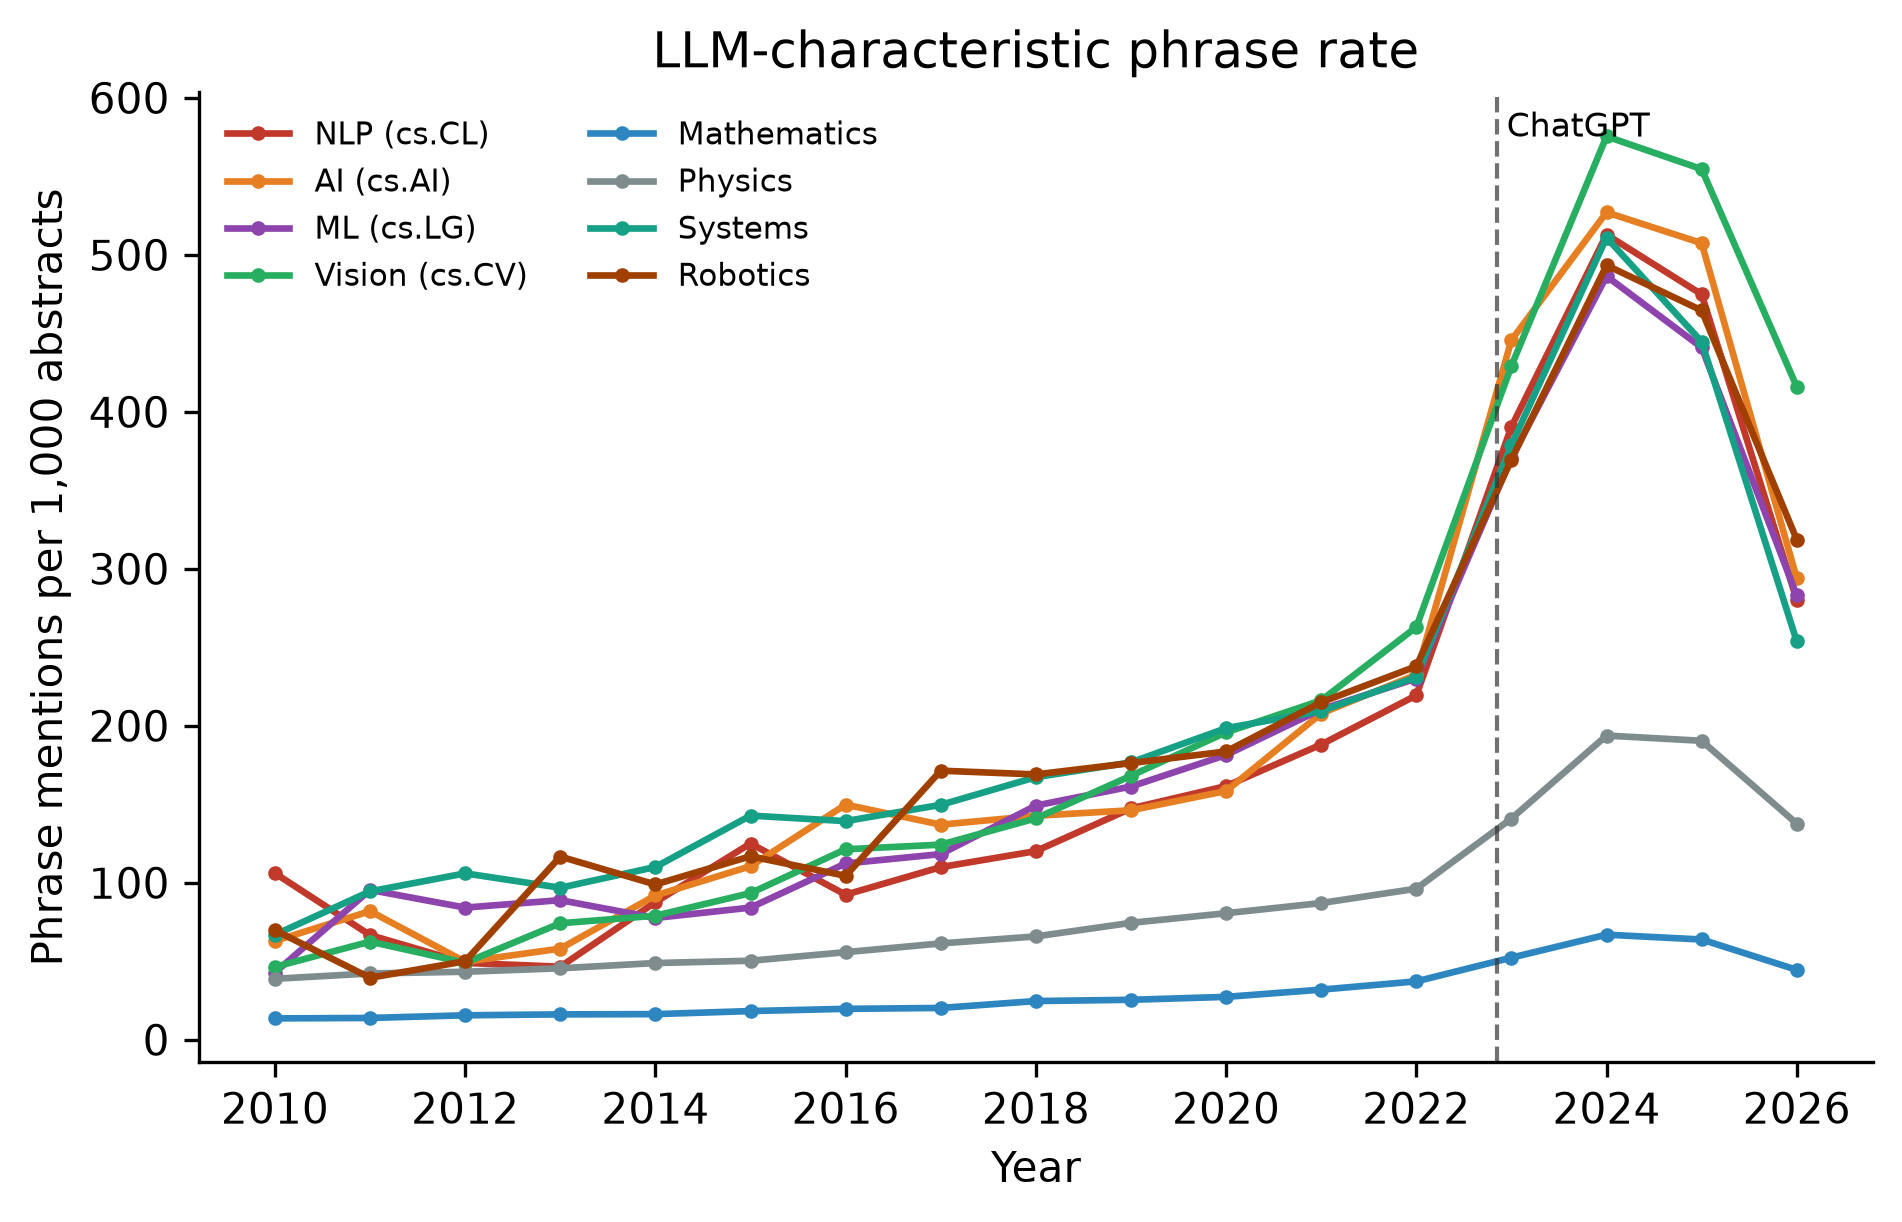 LLM-characteristic phrase rate
Phrase mentions per 1,000 abstracts
600
500
400
300
200
100
0
NLP (cs.CL)
AI (cs.AI)
ML (cs.LG)
Vision (cs.CV)
Mathematics
Physics
Systems
Robotics
ChatGPT
2010 2012 2014 2016 2018 2020 2022 2024 2026
Year